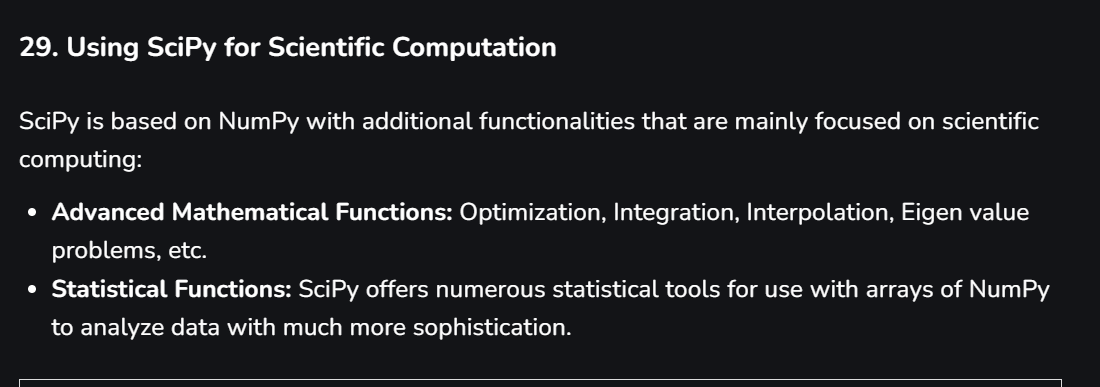 29. Using SciPy for Scientific Computation
SciPy is based on NumPy with additional functionalities that are mainly focused on scientific
computing:
• Advanced Mathematical Functions: Optimization, Integration, Interpolation, Eigen value
problems, etc.
• Statistical Functions: SciPy offers numerous statistical tools for use with arrays of NumPy
to analyze data with much more sophistication.